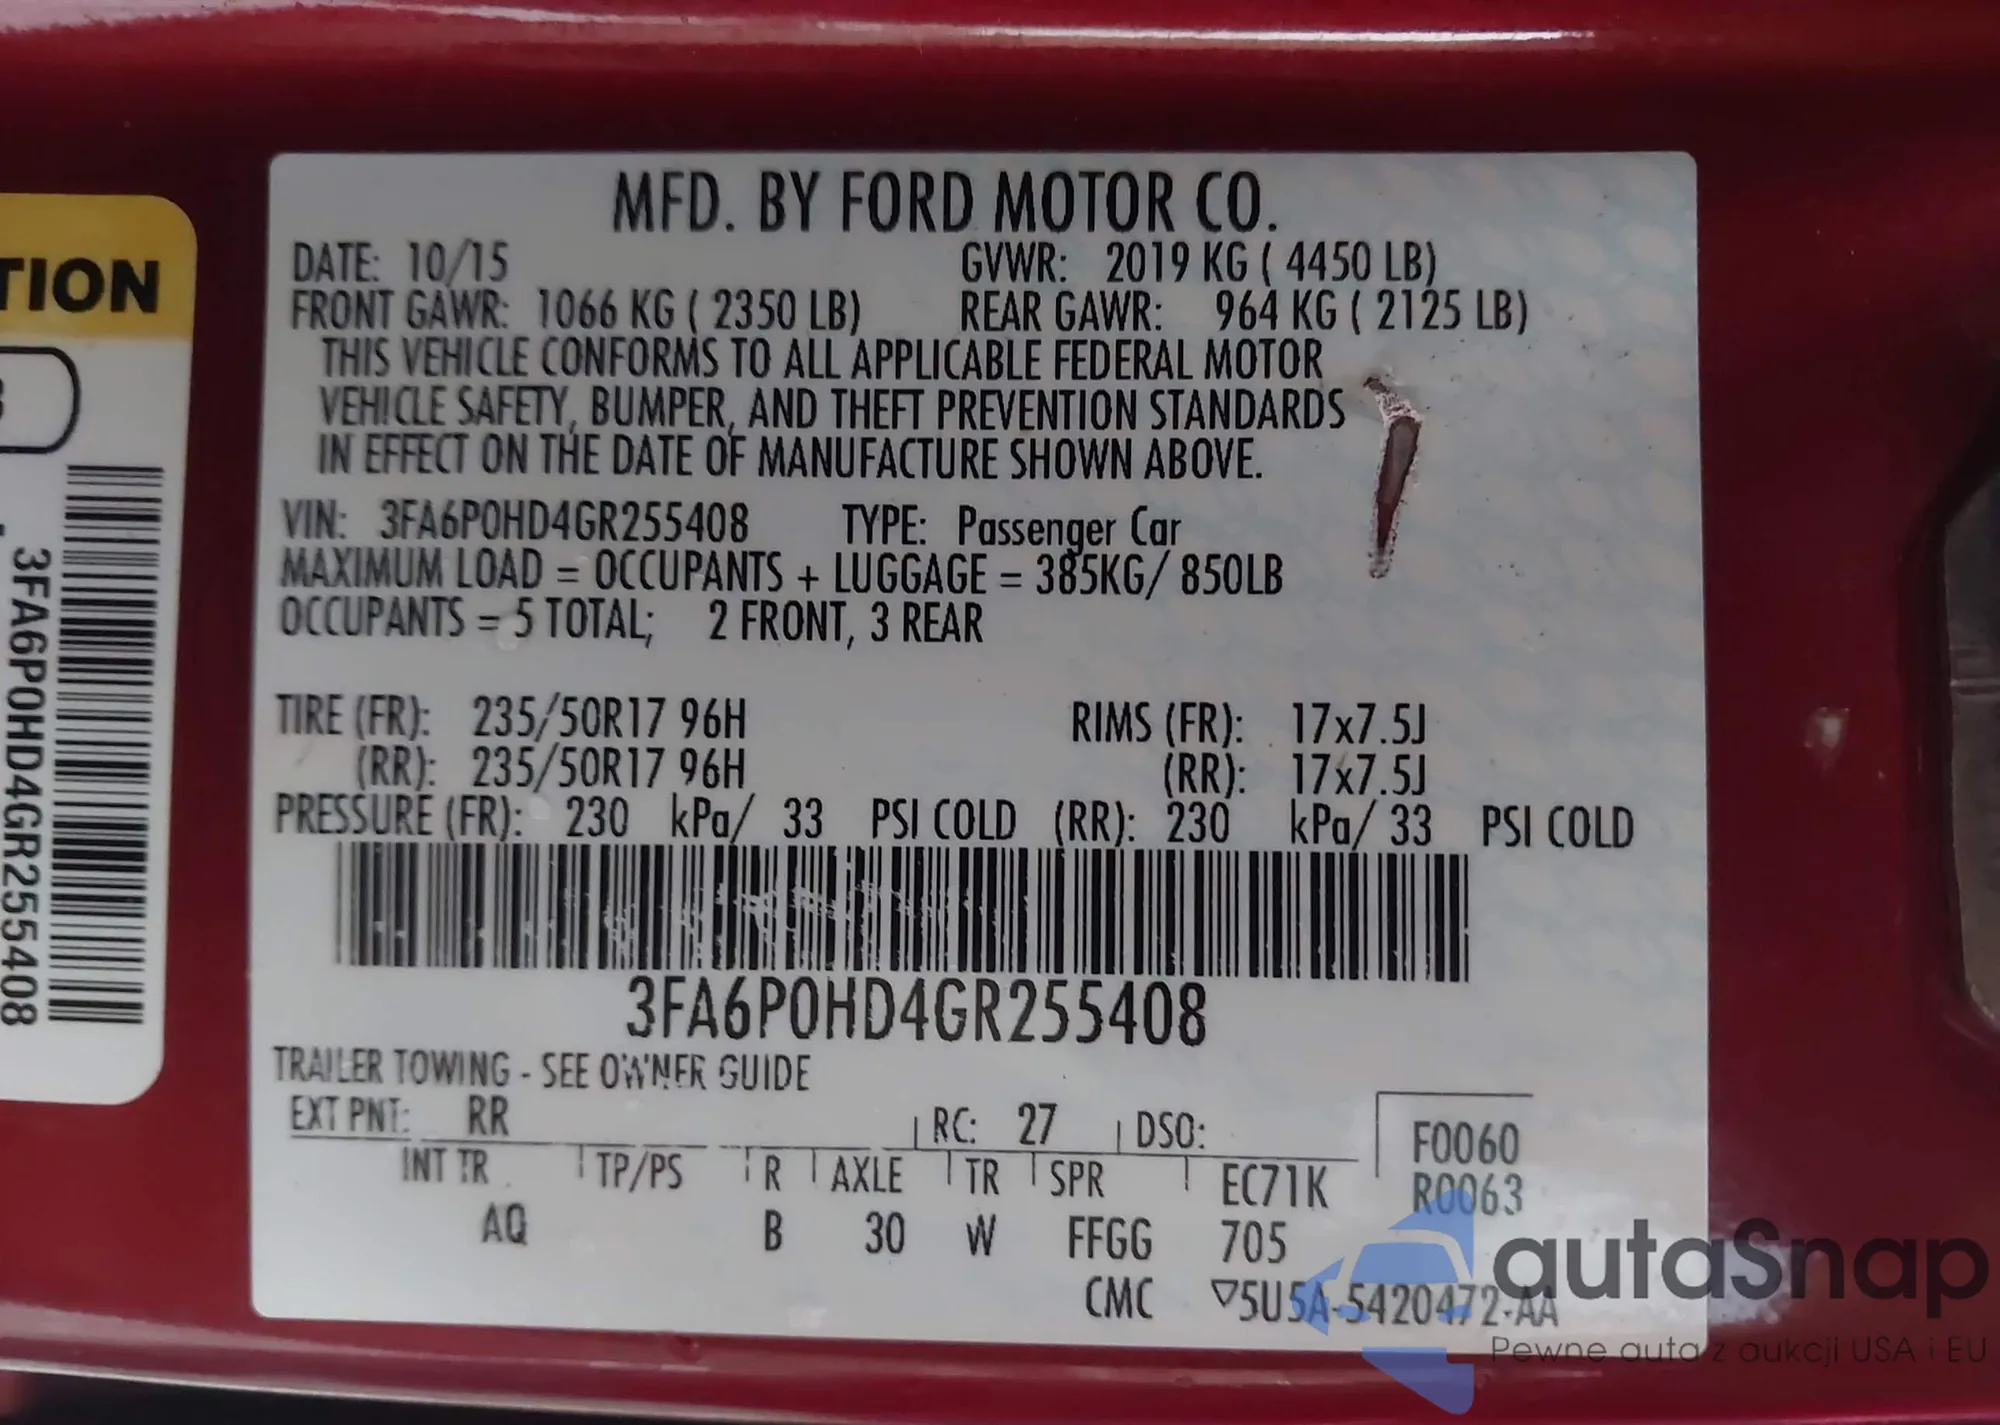 MFD. BY FORD MOTOR CO.
DATE: 10/15 GVWR: 2019 KG ( 4450 LB)
FRONT GAWR: 1066 KG ( 2350 LB) REAR GAWR: 964 KG ( 2125 LB)
THIS VEHICLE CONFORMS TO ALL APPLICABLE FEDERAL MOTOR
VEHICLE SAFETY, BUMPER, AND THEFT PREVENTION STANDARDS
IN EFFECT ON THE DATE OF MANUFACTURE SHOWN ABOVE.
VIN: 3FA6P0HD4GR255408 TYPE: Passenger Car
MAXIMUM LOAD = OCCUPANTS + LUGGAGE = 385KG/ 850LB
OCCUPANTS = 5 TOTAL; 2 FRONT, 3 REAR
TIRE (FR): 235/50R17 96H RIMS (FR): 17x7.5J
(RR): 235/50R17 96H (RR): 17x7.5J
PRESSURE (FR): 230 kPa/ 33 PSI COLD (RR): 230 kPa/ 33 PSI COLD
3FA6P0HD4GR255408
TRAILER TOWING - SEE OWNER GUIDE
EXT PNT: RR RC: 27 DSO: F0060
INT TR TP/PS R AXLE TR SPR EC71K R0063
AQ B 30 W FFGG 705
CMC ▽5U5A-5420472-AA
TION
3FA6P0HD4GR255408
autaSnap
Pewne auta z aukcji USA i EU